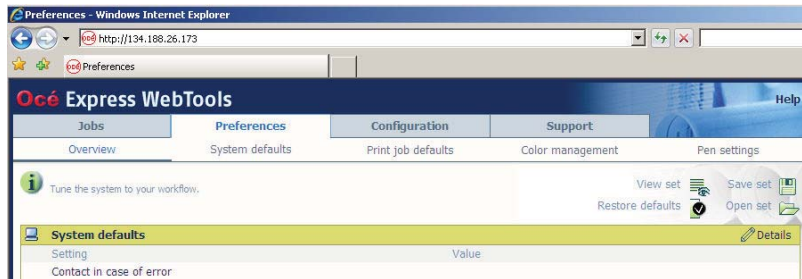 Preferences - Windows Internet Explorer
océ http://134.188.26.173
océ Preferences
Océ Express WebTools Help
Jobs Preferences Configuration Support
Overview System defaults Print job defaults Color management Pen settings
i Tune the system to your workflow.
View set Save set
Restore defaults Open set
System defaults Details
Setting Value
Contact in case of error